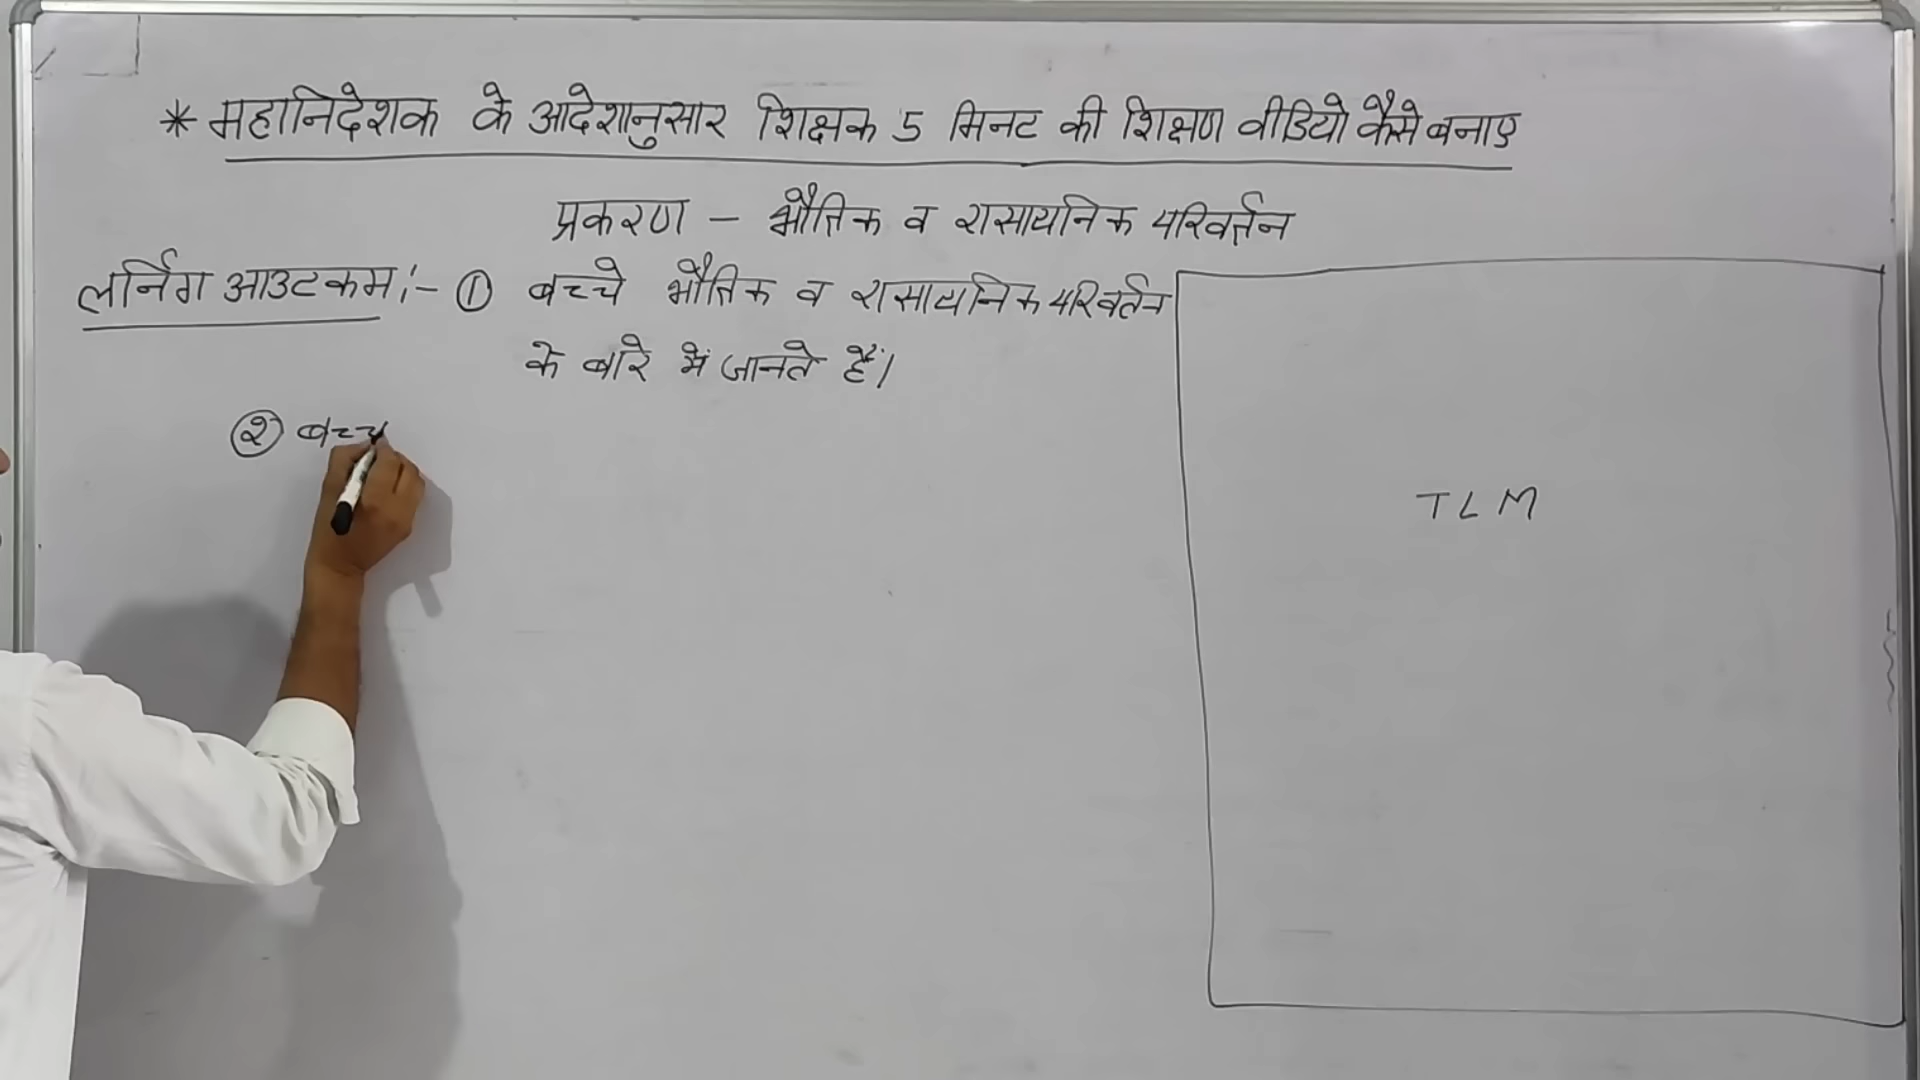 * महानिदेशक के आदेशानुसार शिक्षक 5 मिनट की शिक्षण वीडियो कैसे बनाए
प्रकरण - भौतिक व रासायनिक परिवर्तन
लर्निंग आउटकम :- ① बच्चे भौतिक व रासायनिक परिवर्तन
के बारे में जानते हैं।
② बच्च
TLM